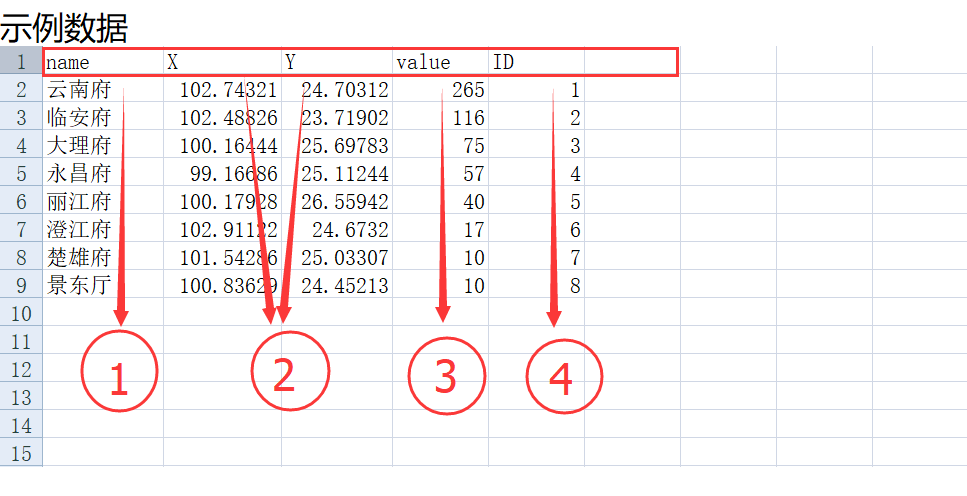 示例数据
1 name X Y value ID
2 云南府 102.74321 24.70312 265 1
3 临安府 102.48826 23.71902 116 2
4 大理府 100.16444 25.69783 75 3
5 永昌府 99.16686 25.11244 57 4
6 丽江府 100.17928 26.55942 40 5
7 澄江府 102.91122 24.6732 17 6
8 楚雄府 101.54286 25.03307 10 7
9 景东厅 100.83629 24.45213 10 8
10
11
12
13
14
15
1 2 3 4